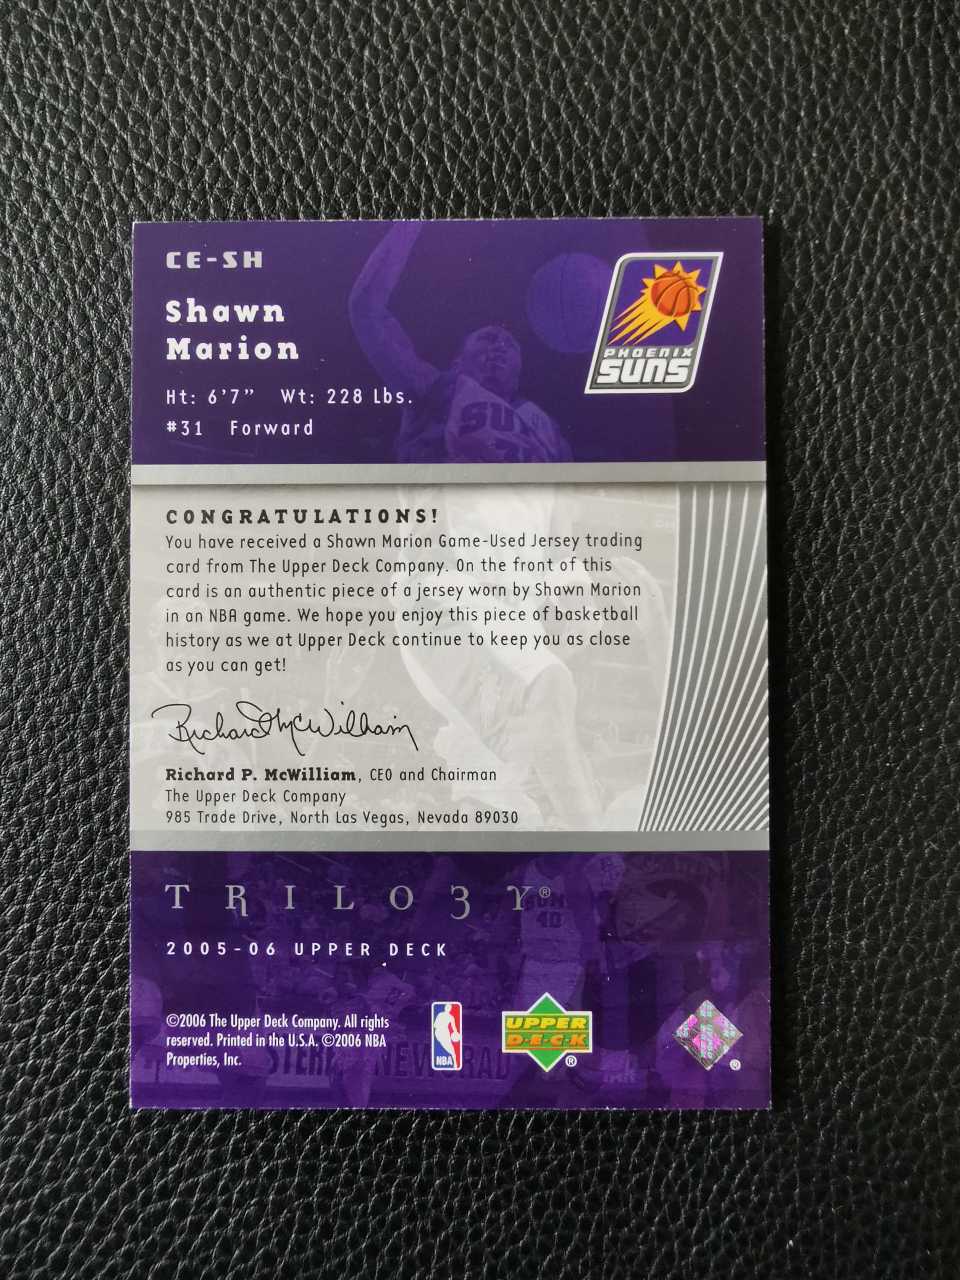 CE-SH
Shawn
Marion
Ht: 6'7" Wt: 228 Lbs.
#31 Forward
PHOENIX
SUNS
CONGRATULATIONS!
You have received a Shawn Marion Game-Used Jersey trading
card from The Upper Deck Company. On the front of this
card is an authentic piece of a jersey worn by Shawn Marion
in an NBA game. We hope you enjoy this piece of basketball
history as we at Upper Deck continue to keep you as close
as you can get!
Richard McWilliam
Richard P. McWilliam, CEO and Chairman
The Upper Deck Company
985 Trade Drive, North Las Vegas, Nevada 89030
TRILOGY®
40
2005-06 UPPER DECK
©2006 The Upper Deck Company. All rights
reserved. Printed in the U.S.A. ©2006 NBA
Properties, Inc.
NBA
UPPER
D·E·C·K
®
®